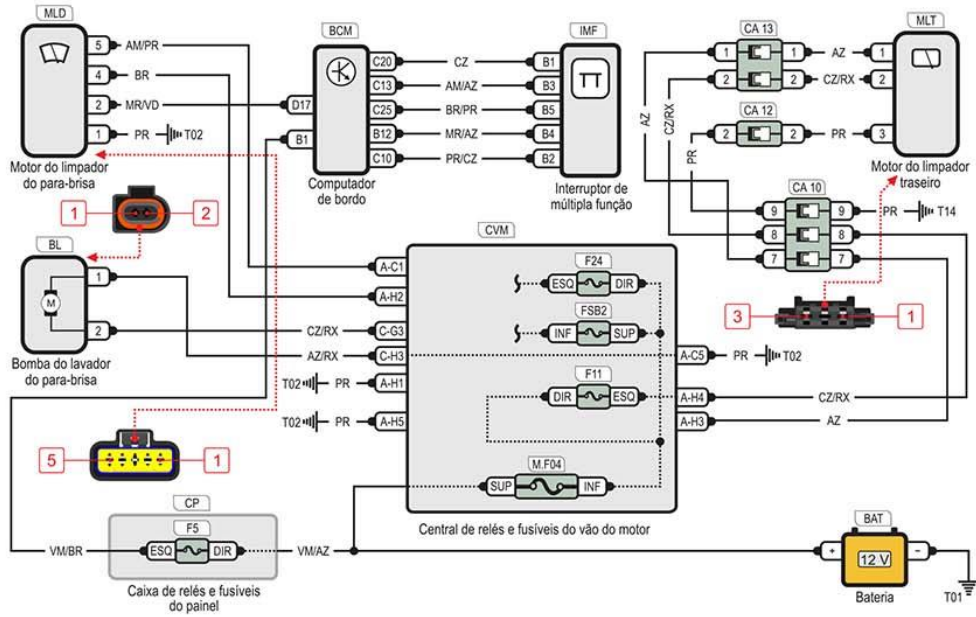 MLD
5
AM/PR
4
BR
2
MR/VD
1
PR
T02
Motor do limpador
do para-brisa
1
2
BL
1
M
2
Bomba do lavador
do para-brisa
5
1
BCM
D17
B1
C20
C13
C25
B12
C10
Computador
de bordo
CZ
AM/AZ
BR/PR
MR/AZ
PR/CZ
IMF
B1
B3
B5
B4
B2
Interruptor de
múltipla função
CA 13
1
1
AZ
1
2
2
CZ/RX
2
CA 12
2
2
PR
3
MLT
Motor do limpador
traseiro
AZ
CZ/RX
PR
CA 10
9
9
PR
T14
8
8
7
7
3
1
CVM
A-C1
A-H2
CZ/RX
C-G3
AZ/RX
C-H3
T02
PR
A-H1
T02
PR
A-H5
F24
ESQ
DIR
FSB2
INF
SUP
F11
DIR
ESQ
M.F04
SUP
INF
A-C5
PR
T02
A-H4
CZ/RX
A-H3
AZ
Central de relés e fusíveis do vão do motor
CP
F5
VM/BR
ESQ
DIR
VM/AZ
Caixa de relés e fusíveis
do painel
BAT
+
-
12 V
Bateria
T01